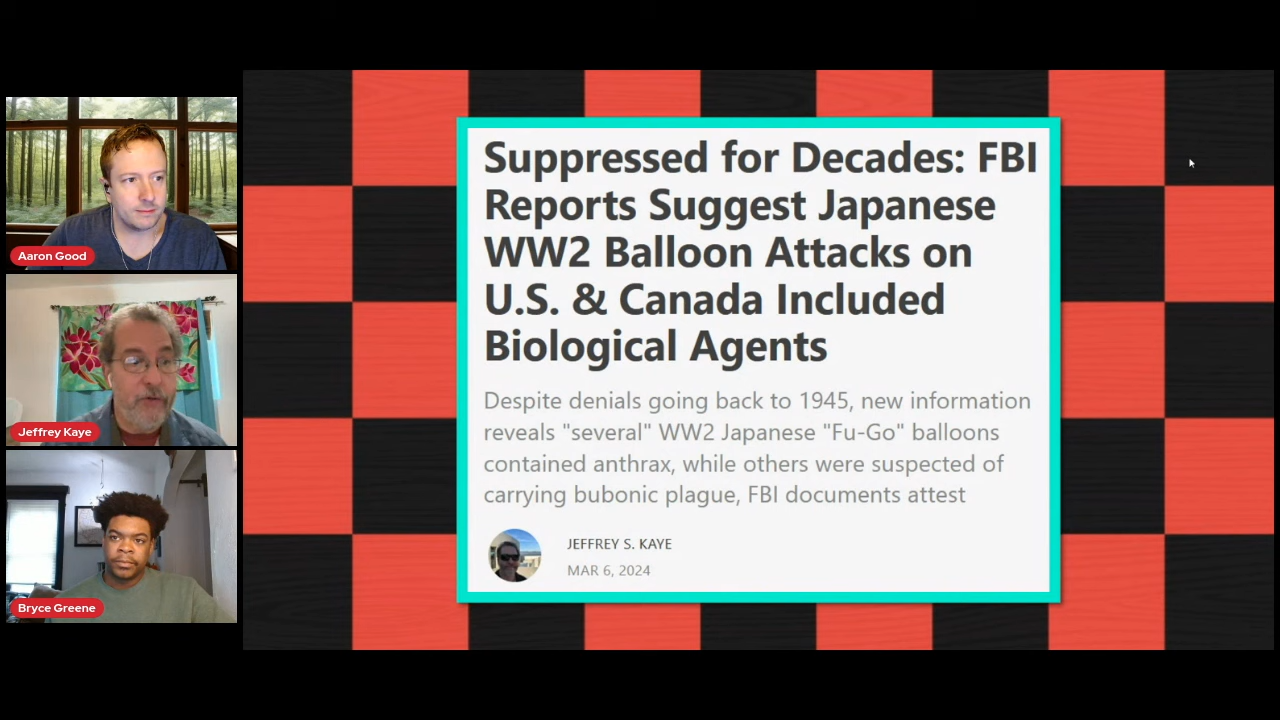 Aaron Good
Jeffrey Kaye
Bryce Greene
Suppressed for Decades: FBI
Reports Suggest Japanese
WW2 Balloon Attacks on
U.S. & Canada Included
Biological Agents
Despite denials going back to 1945, new information
reveals "several" WW2 Japanese "Fu-Go" balloons
contained anthrax, while others were suspected of
carrying bubonic plague, FBI documents attest
JEFFREY S. KAYE
MAR 6, 2024